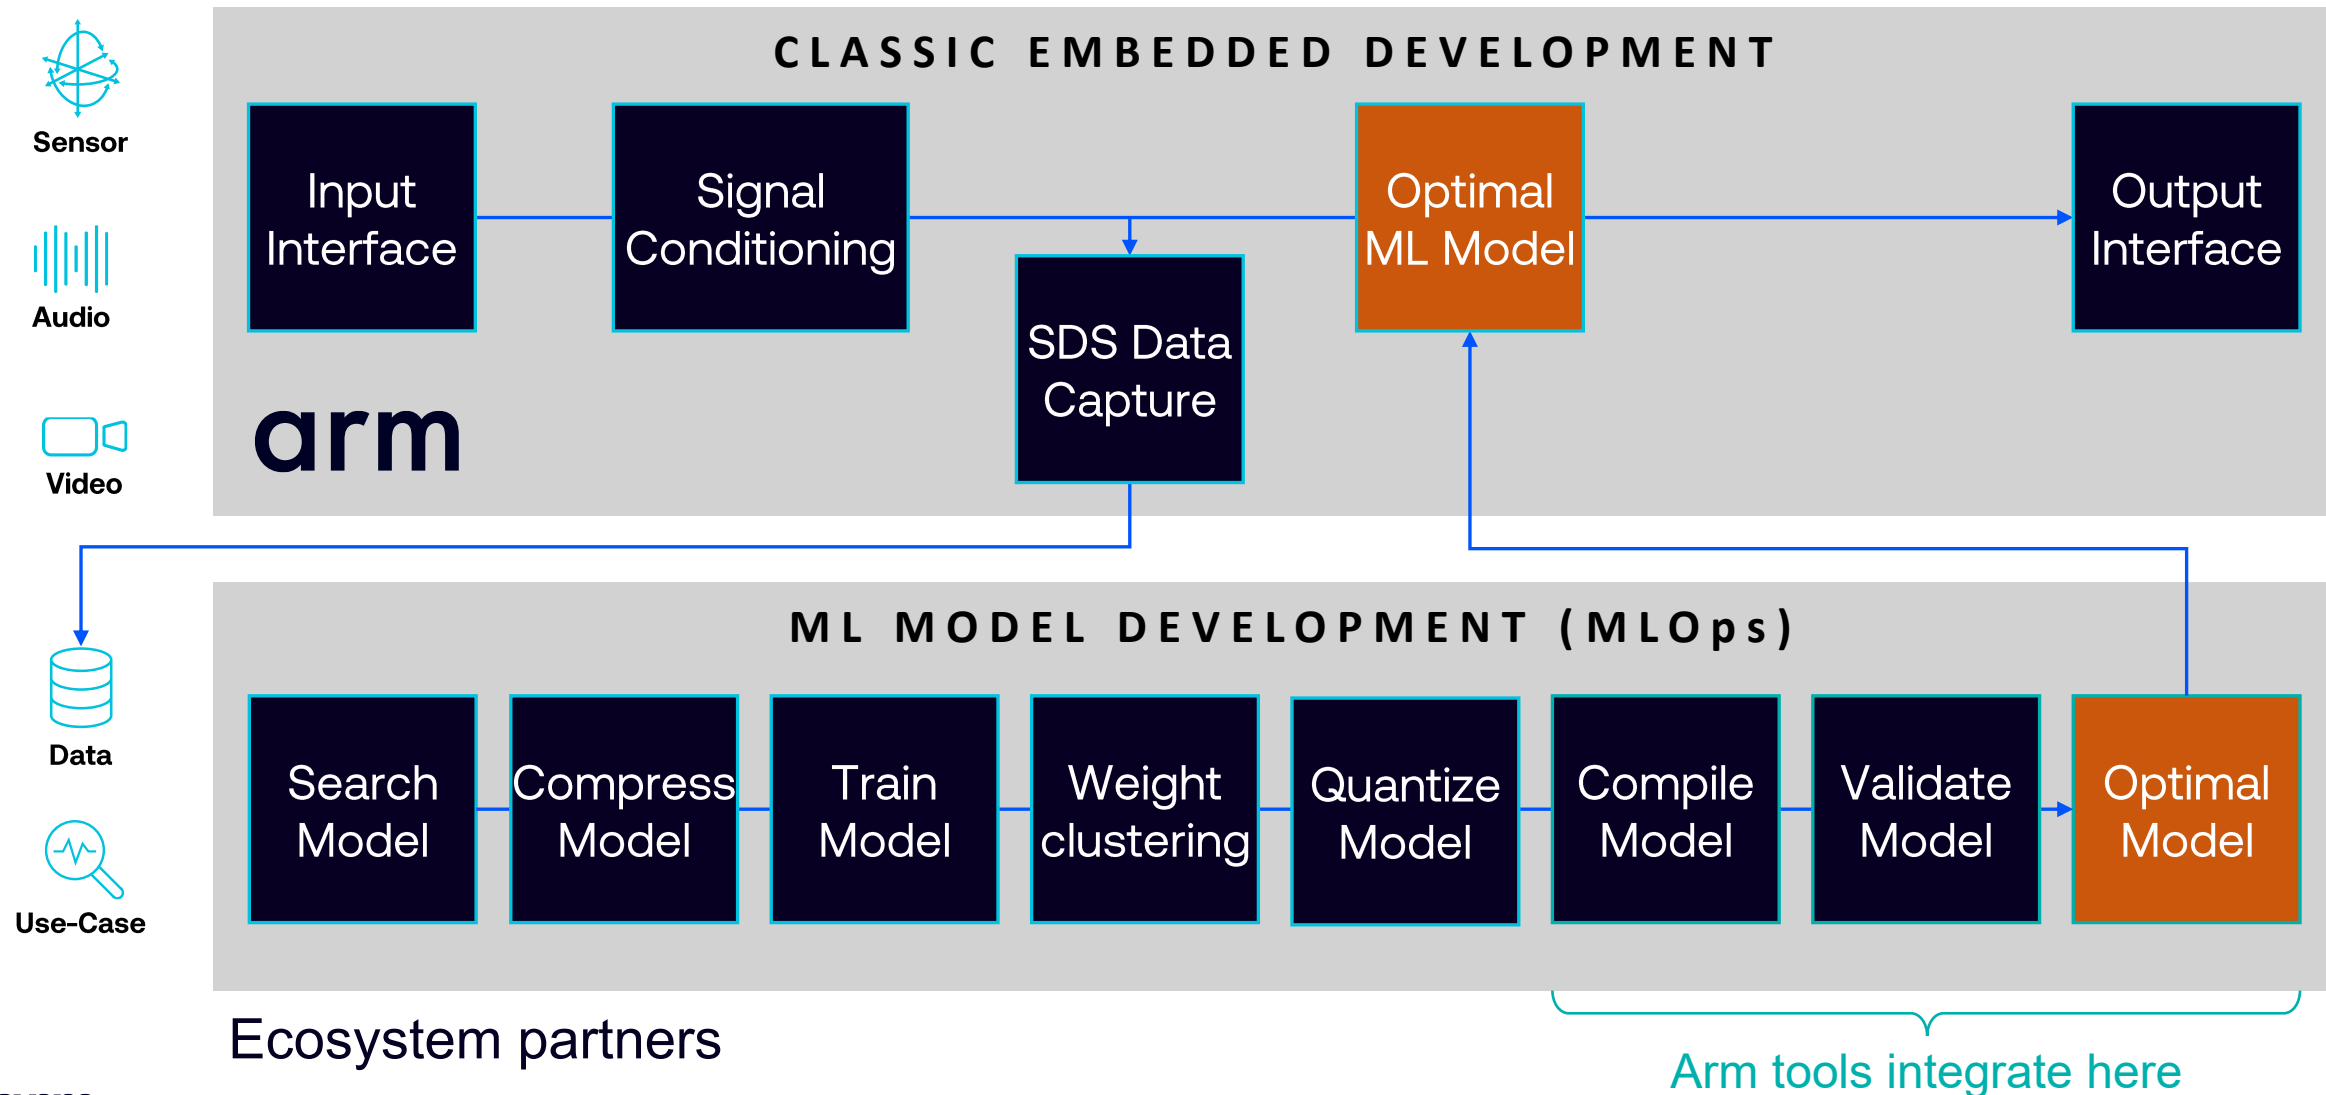 CLASSIC EMBEDDED DEVELOPMENT
Sensor
Audio
Video
Input
Interface
Signal
Conditioning
SDS Data
Capture
Optimal
ML Model
Output
Interface
arm
ML MODEL DEVELOPMENT (MLOps)
Data
Use-Case
Search
Model
Compress
Model
Train
Model
Weight
clustering
Quantize
Model
Compile
Model
Validate
Model
Optimal
Model
Ecosystem partners
Arm tools integrate here